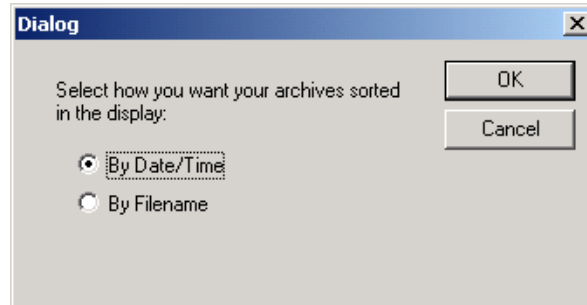 Dialog
Select how you want your archives sorted
in the display:
By Date/Time
By Filename
OK
Cancel